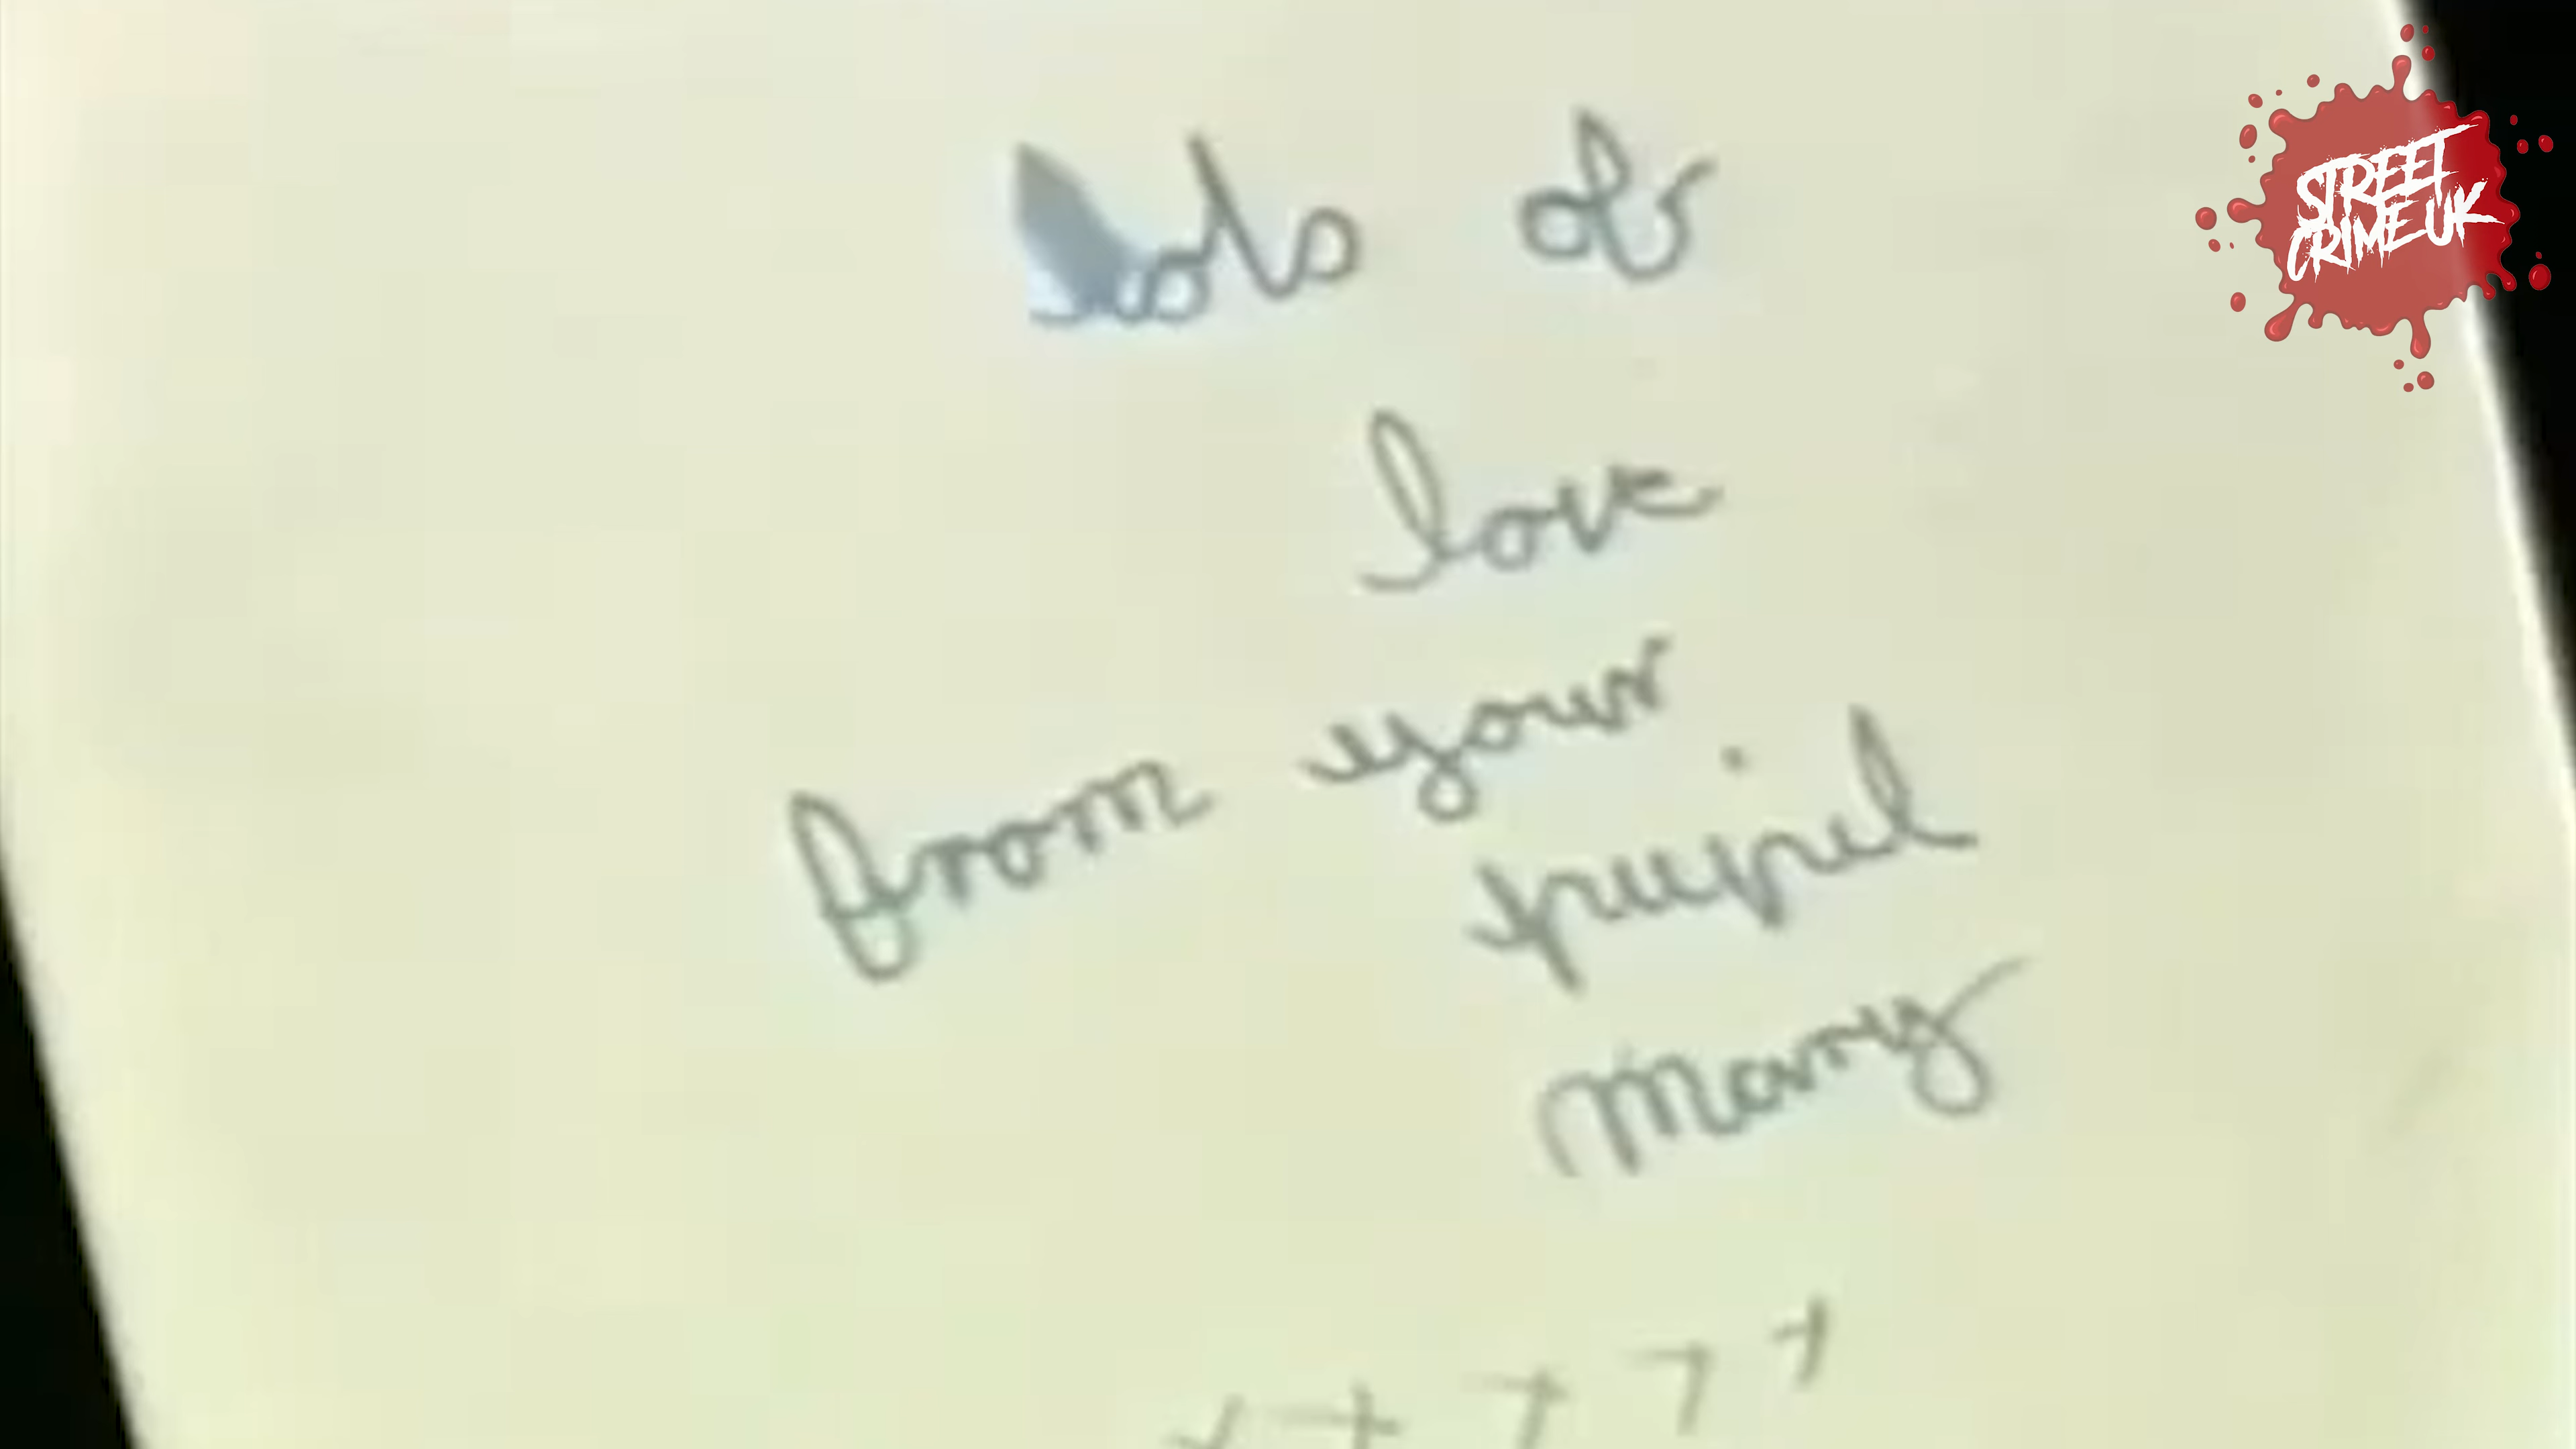 lots of
love
from your
pupil
Mary
x x x x x
STREET
CRIME UK